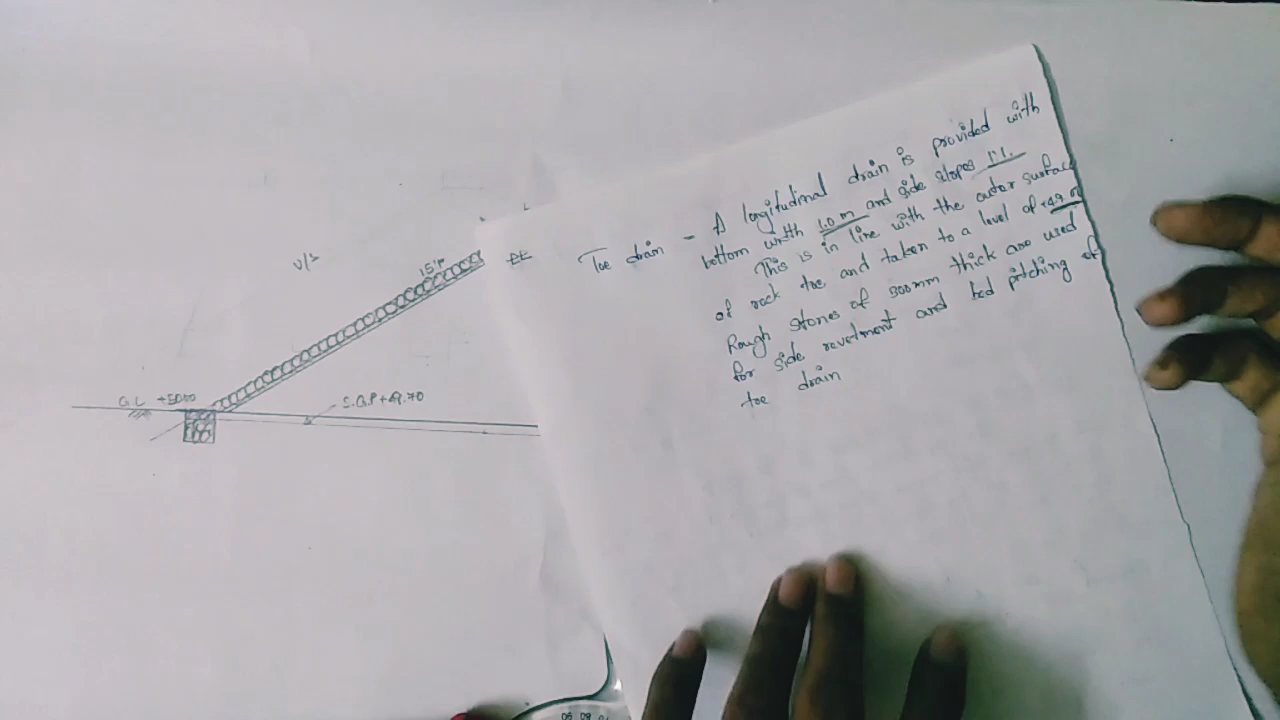 Toe drain - A longitudinal drain is provided with
bottom width 1.0 m and side slopes 1:1.
This is in line with the outer surface
of rock toe and taken to a level of +49.0
Rough stones of 300mm thick are used
for side revetment and bed pitching of
toe drain
U/S
1.5:1
G.L +50.00
S.G.P +49.70